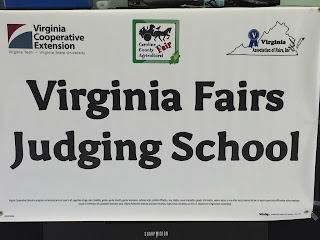 Virginia
Cooperative
Extension
Virginia Tech • Virginia State University
Caroline
County
Agricultural
Fair
Virginia
Association of Fairs, Inc.
Virginia Fairs
Judging School